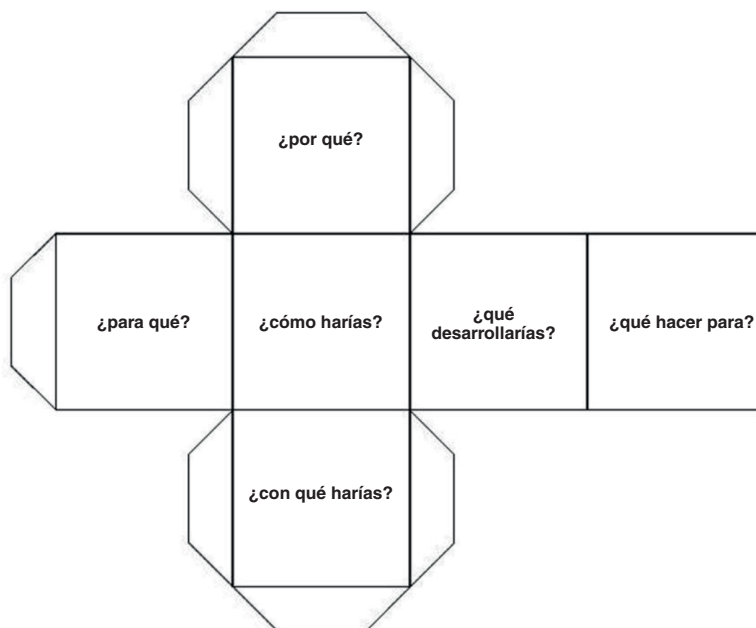 ¿por qué?
¿para qué?
¿cómo harías?
¿qué
desarrollarías?
¿qué hacer para?
¿con qué harías?